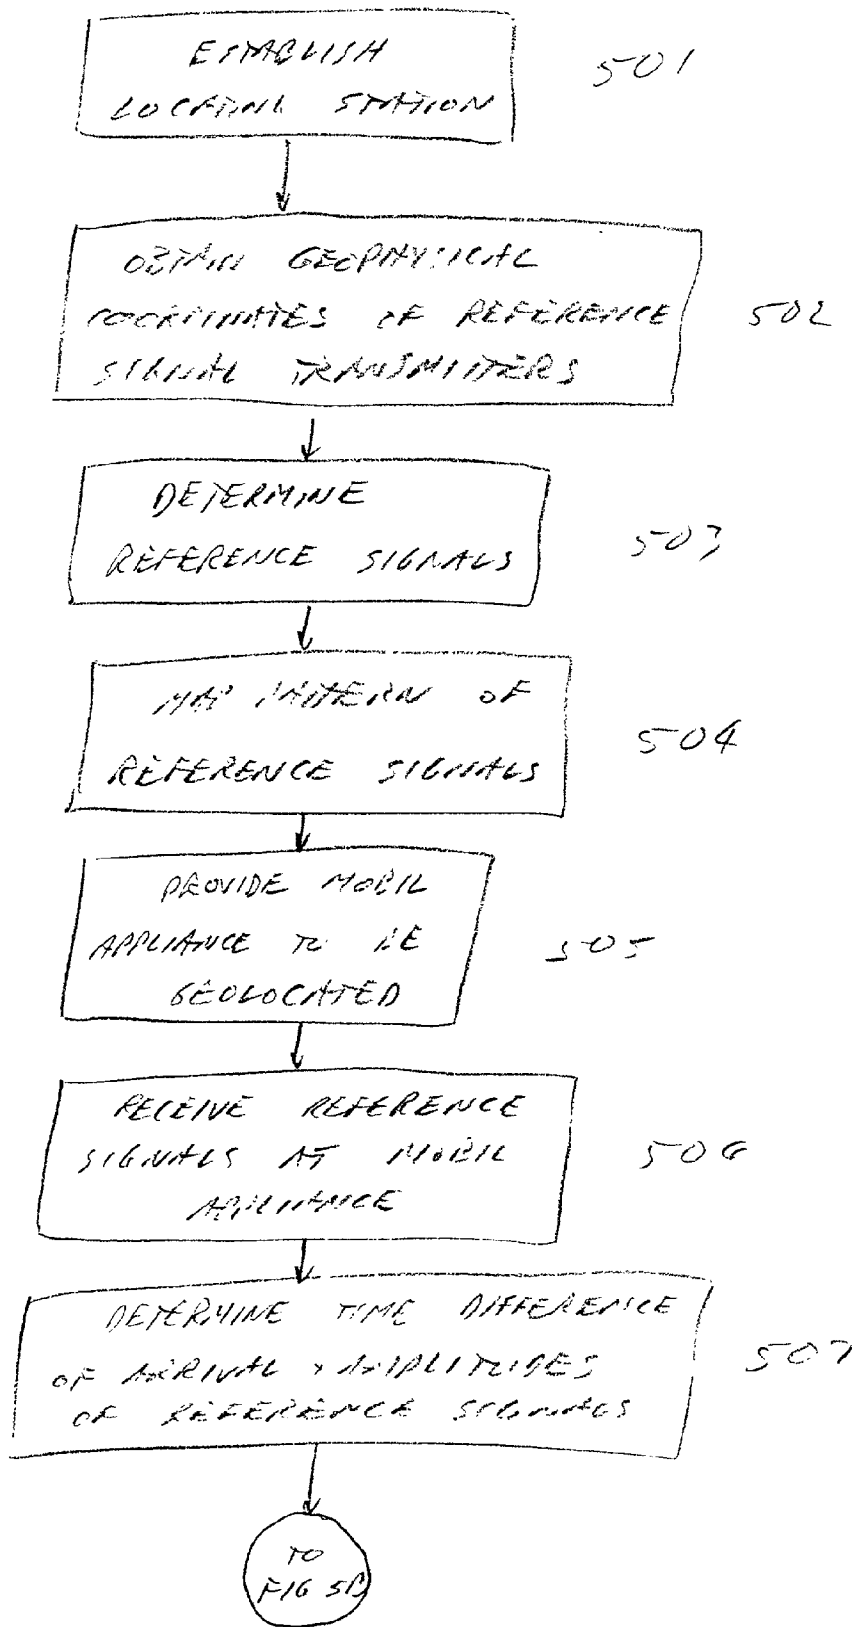 ESTABLISH
LOCATING STATION
501
OBTAIN GEOPHYSICAL
COORDINATES OF REFERENCE
SIGNAL TRANSMITTERS
502
DETERMINE
REFERENCE SIGNALS
503
MAP PATTERN OF
REFERENCE SIGNALS
504
PROVIDE MOBIL
APPLIANCE TO BE
GEOLOCATED
505
RECEIVE REFERENCE
SIGNALS AT MOBIL
APPLIANCE
506
DETERMINE TIME DIFFERENCE
OF ARRIVAL & AMPLITUDES
OF REFERENCE SIGNALS
507
TO
FIG 5B